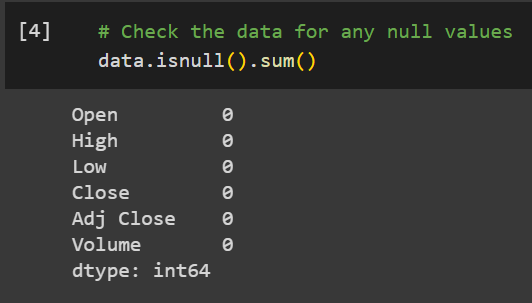 [4] # Check the data for any null values
data.isnull().sum()
Open 0
High 0
Low 0
Close 0
Adj Close 0
Volume 0
dtype: int64